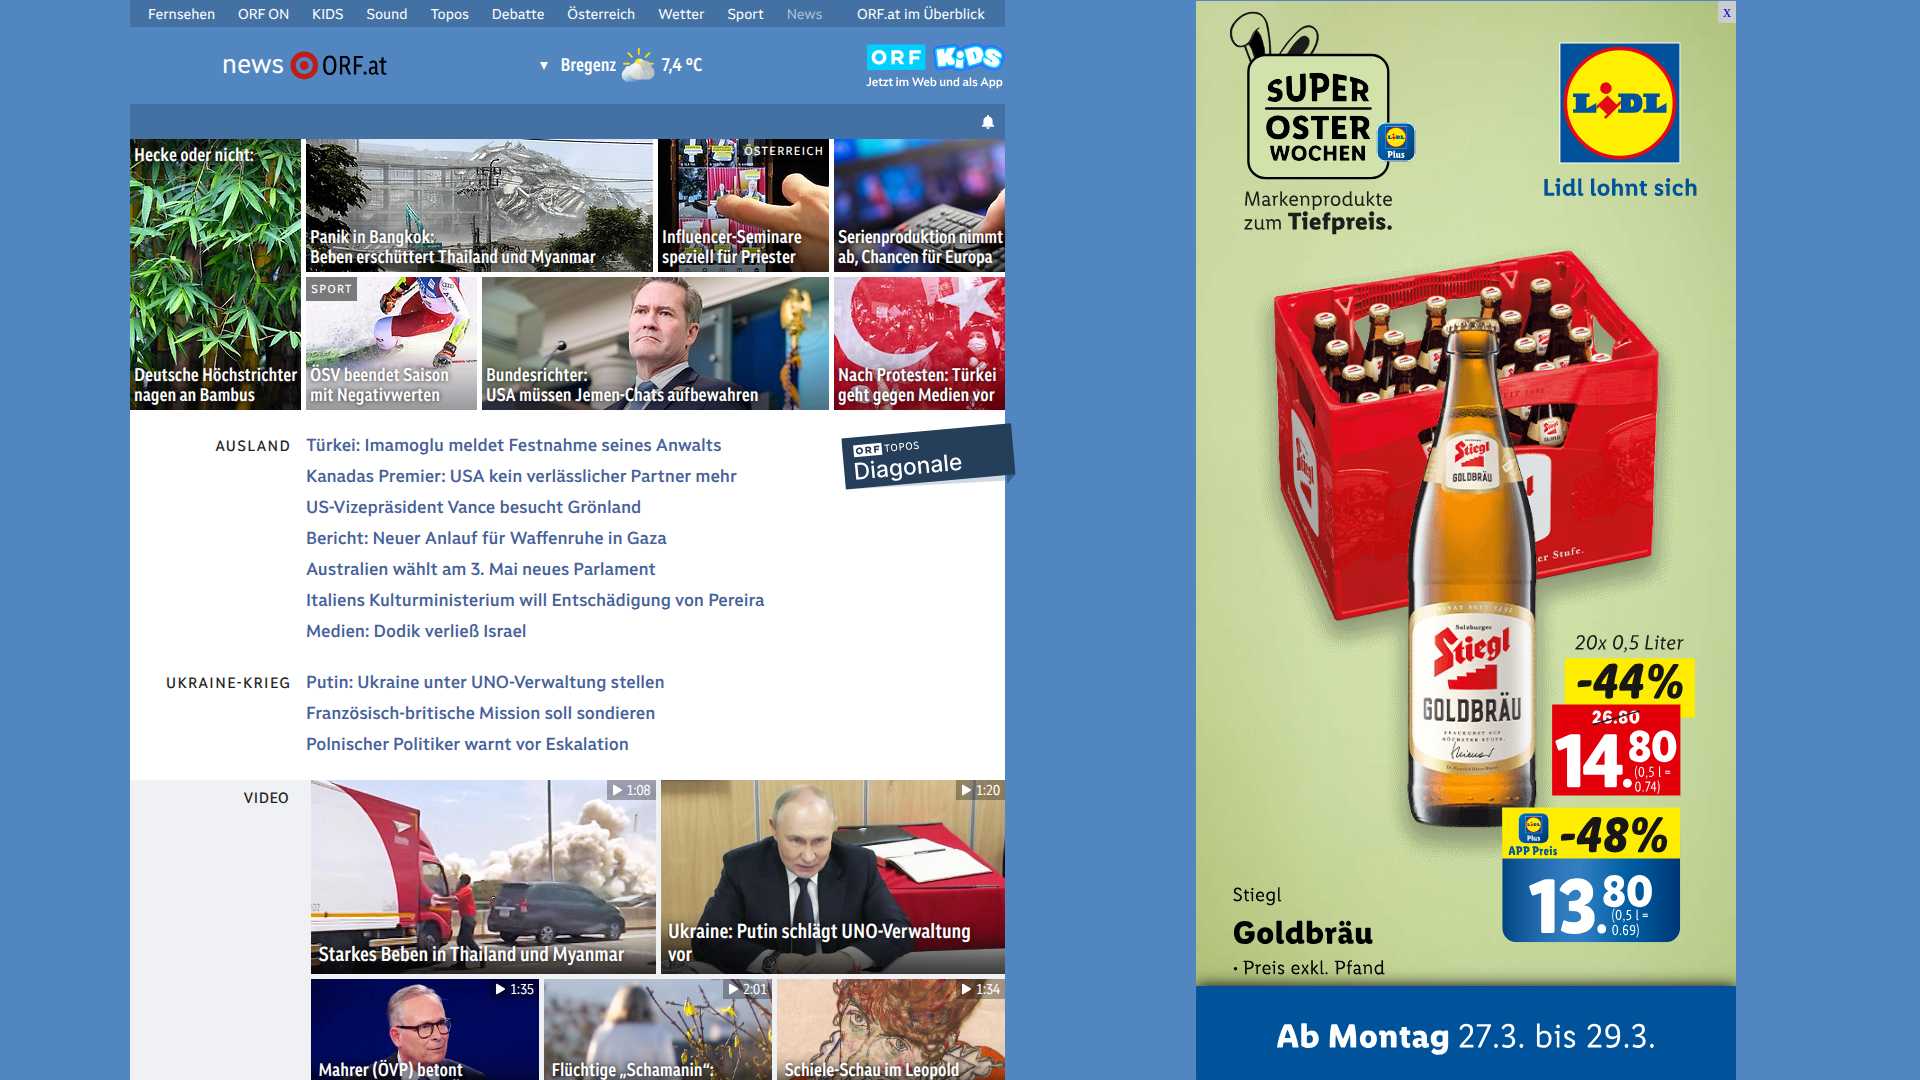 Fernsehen ORF ON KIDS Sound Topos Debatte Österreich Wetter Sport News ORF.at im Überblick
news ORF.at
Bregenz 7,4 °C
ORF KIDS
Jetzt im Web und als App
Hecke oder nicht:
Deutsche Höchstrichter
nagen an Bambus
Panik in Bangkok:
Beben erschüttert Thailand und Myanmar
ÖSTERREICH
Influencer-Seminare
speziell für Priester
Serienproduktion nimmt
ab, Chancen für Europa
SPORT
ÖSV beendet Saison
mit Negativwerten
Bundesrichter:
USA müssen Jemen-Chats aufbewahren
Nach Protesten: Türkei
geht gegen Medien vor
AUSLAND
Türkei: Imamoglu meldet Festnahme seines Anwalts
Kanadas Premier: USA kein verlässlicher Partner mehr
US-Vizepräsident Vance besucht Grönland
Bericht: Neuer Anlauf für Waffenruhe in Gaza
Australien wählt am 3. Mai neues Parlament
Italiens Kulturministerium will Entschädigung von Pereira
Medien: Dodik verließ Israel
ORF TOPOS
Diagonale
UKRAINE-KRIEG
Putin: Ukraine unter UNO-Verwaltung stellen
Französisch-britische Mission soll sondieren
Polnischer Politiker warnt vor Eskalation
VIDEO
1:08
Starkes Beben in Thailand und Myanmar
1:20
Ukraine: Putin schlägt UNO-Verwaltung
vor
1:35
Mahrer (ÖVP) betont
2:01
Flüchtige „Schamanin“:
1:34
Schiele-Schau im Leopold
x
SUPER
OSTER
WOCHEN
LIDL
Plus
Markenprodukte
zum Tiefpreis.
LIDL
Lidl lohnt sich
er Stufe.
Stiegl
GOLDBRÄU
Salzburger
Stiegl
GOLDBRÄU
BRAUKUNST AUF
HÖCHSTER STUFE.
20x 0,5 Liter
-44%
26.80
14.80
(0,5 l =
0.74)
LIDL
Plus
APP Preis
-48%
13.80
(0,5 l =
0.69)
Stiegl
Goldbräu
• Preis exkl. Pfand
Ab Montag 27.3. bis 29.3.